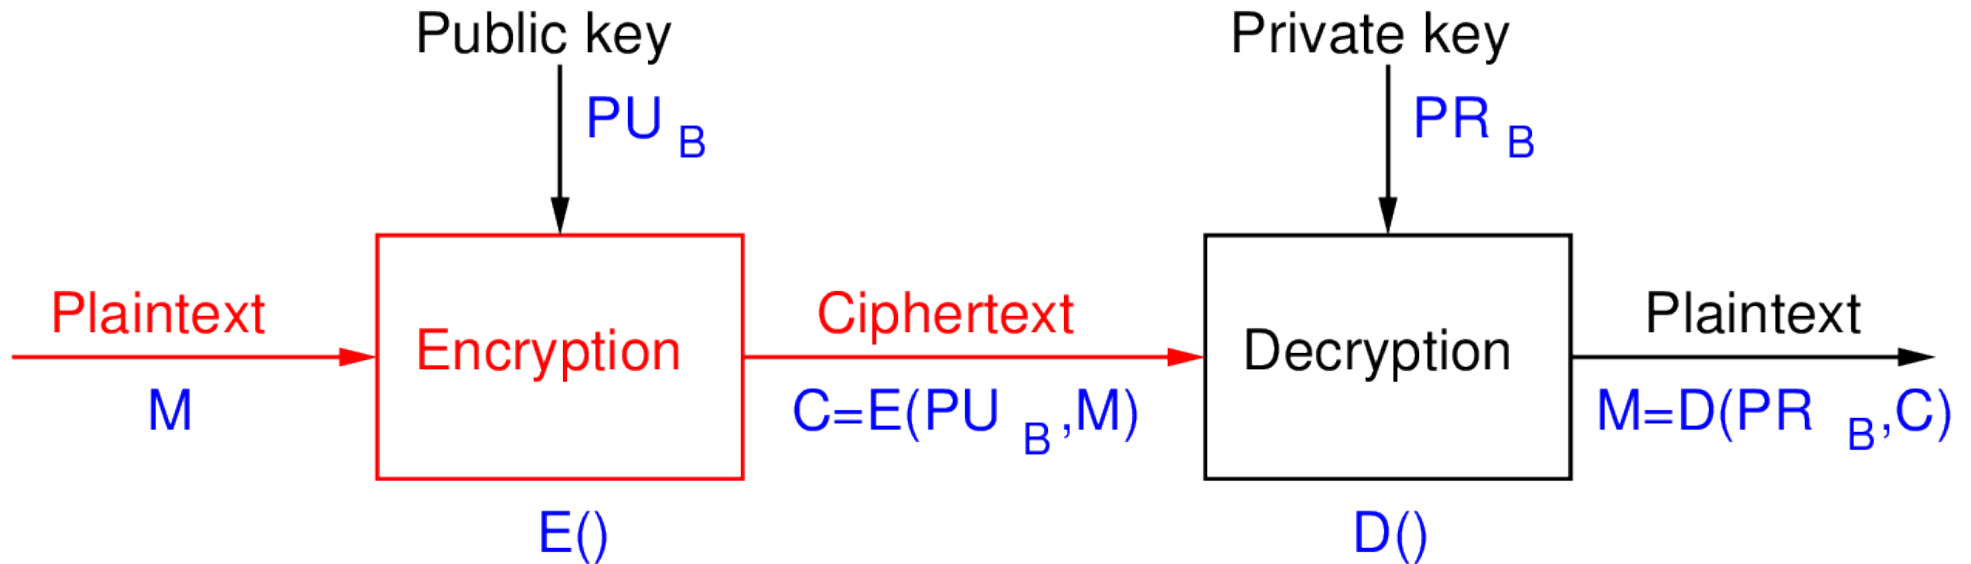 Public key
PU B
Private key
PR B
Plaintext
M
Encryption
E()
Ciphertext
C=E(PU B,M)
Decryption
D()
Plaintext
M=D(PR B,C)